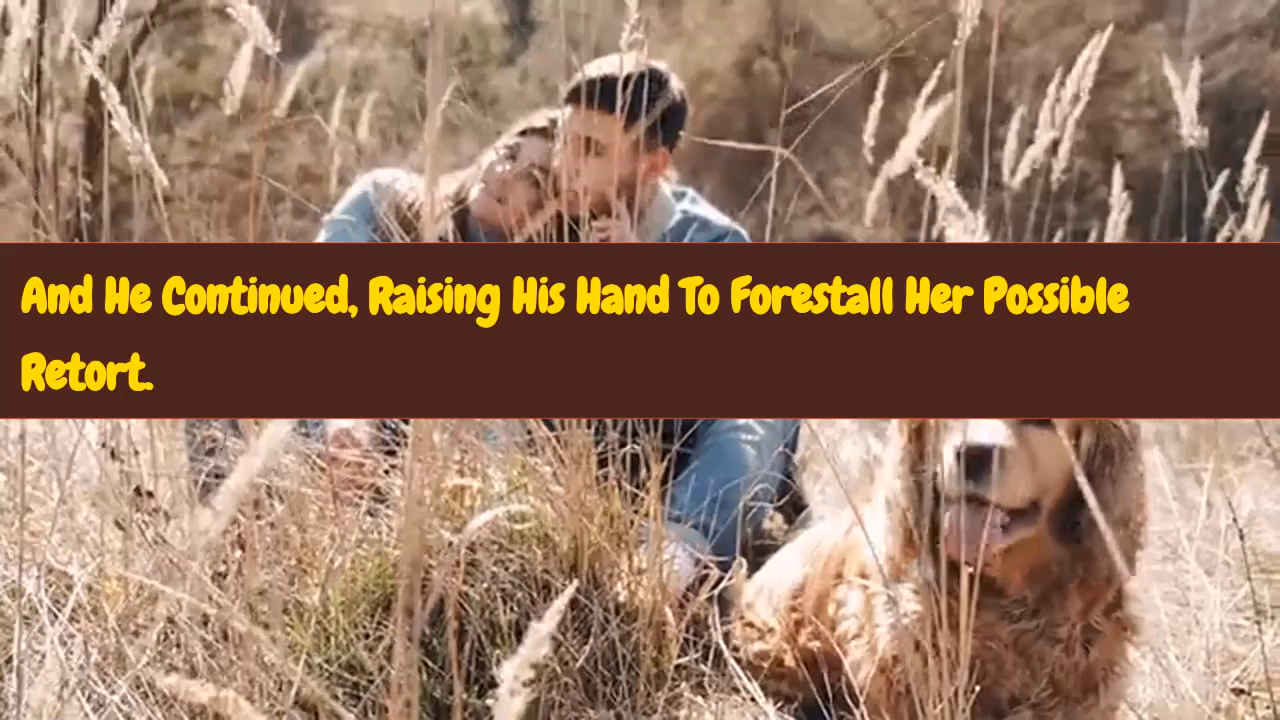 And He Continued, Raising His Hand To Forestall Her Possible
Retort.